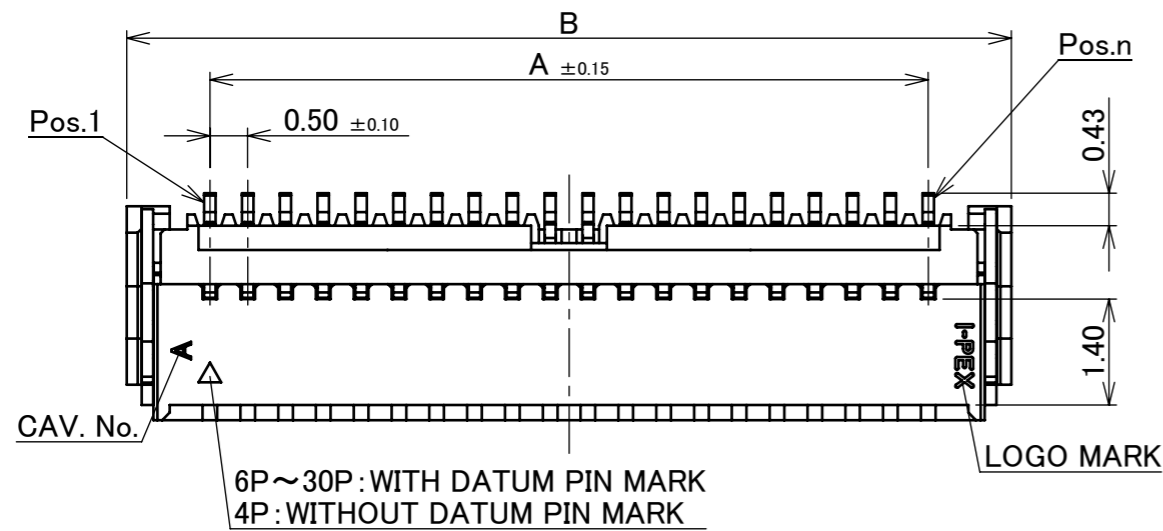 B
A ±0.15
Pos.n
Pos.1
0.50 ±0.10
0.43
1.40
A
I-PEX
CAV. No.
LOGO MARK
6P～30P：WITH DATUM PIN MARK
4P：WITHOUT DATUM PIN MARK